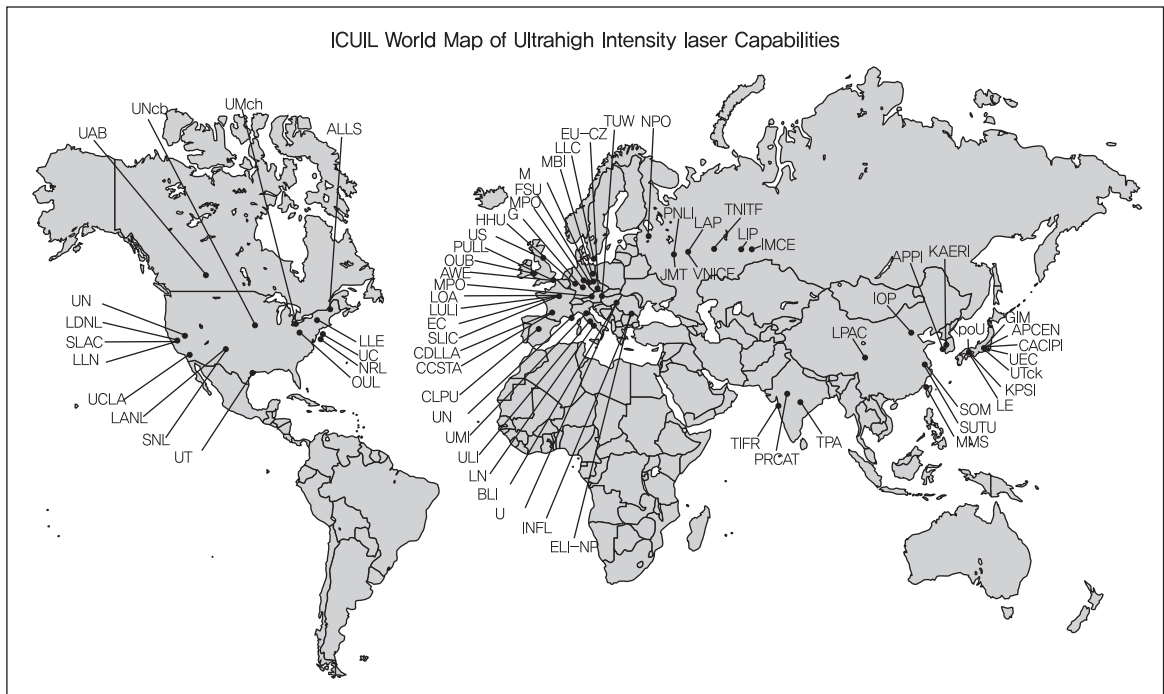 ICUIL World Map of Ultrahigh Intensity laser Capabilities
UNcb
UMch
UAB
ALLS
UN
LDNL
SLAC
LLN
UCLA
LANL
SNL
UT
LLE
UC
NRL
OUL
TUW
NPO
EU-CZ
LLC
MBI
M
FSU
MPO
G
HHU
US
PULL
OUB
AWE
MPO
LOA
LULI
EC
SLIC
CDLLA
CCSTA
CLPU
UN
UMI
ULI
LN
BLI
U
INFL
ELI-NP
PNLI
LAP
TNITF
LIP
IMCE
JMT
VNICE
APPI
KAERI
IOP
LPAC
KpoU
GIM
APCEN
CACIPI
UEC
UTck
KPSI
LE
SOM
SUTU
MMS
TIFR
PRCAT
TPA